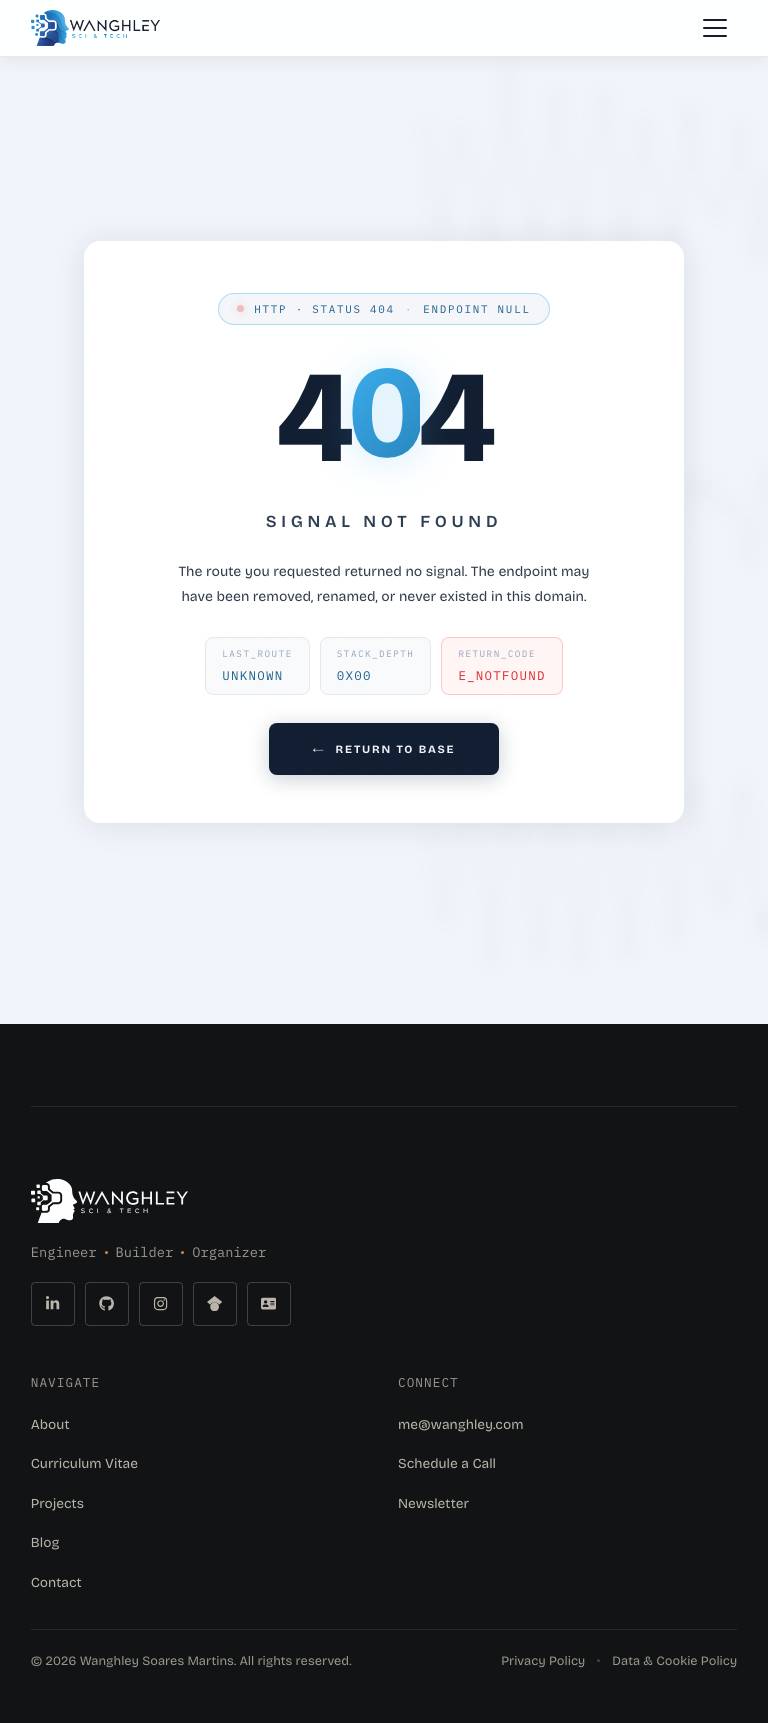 WANGHLEY
SCI & TECH
HTTP · STATUS 404 · ENDPOINT NULL
404
SIGNAL NOT FOUND
The route you requested returned no signal. The endpoint may
have been removed, renamed, or never existed in this domain.
LAST_ROUTE STACK_DEPTH RETURN_CODE
UNKNOWN 0X00 E_NOTFOUND
← RETURN TO BASE
WANGHLEY
SCI & TECH
Engineer • Builder • Organizer
NAVIGATE CONNECT
About me@wanghley.com
Curriculum Vitae Schedule a Call
Projects Newsletter
Blog
Contact
© 2026 Wanghley Soares Martins. All rights reserved. Privacy Policy • Data & Cookie Policy